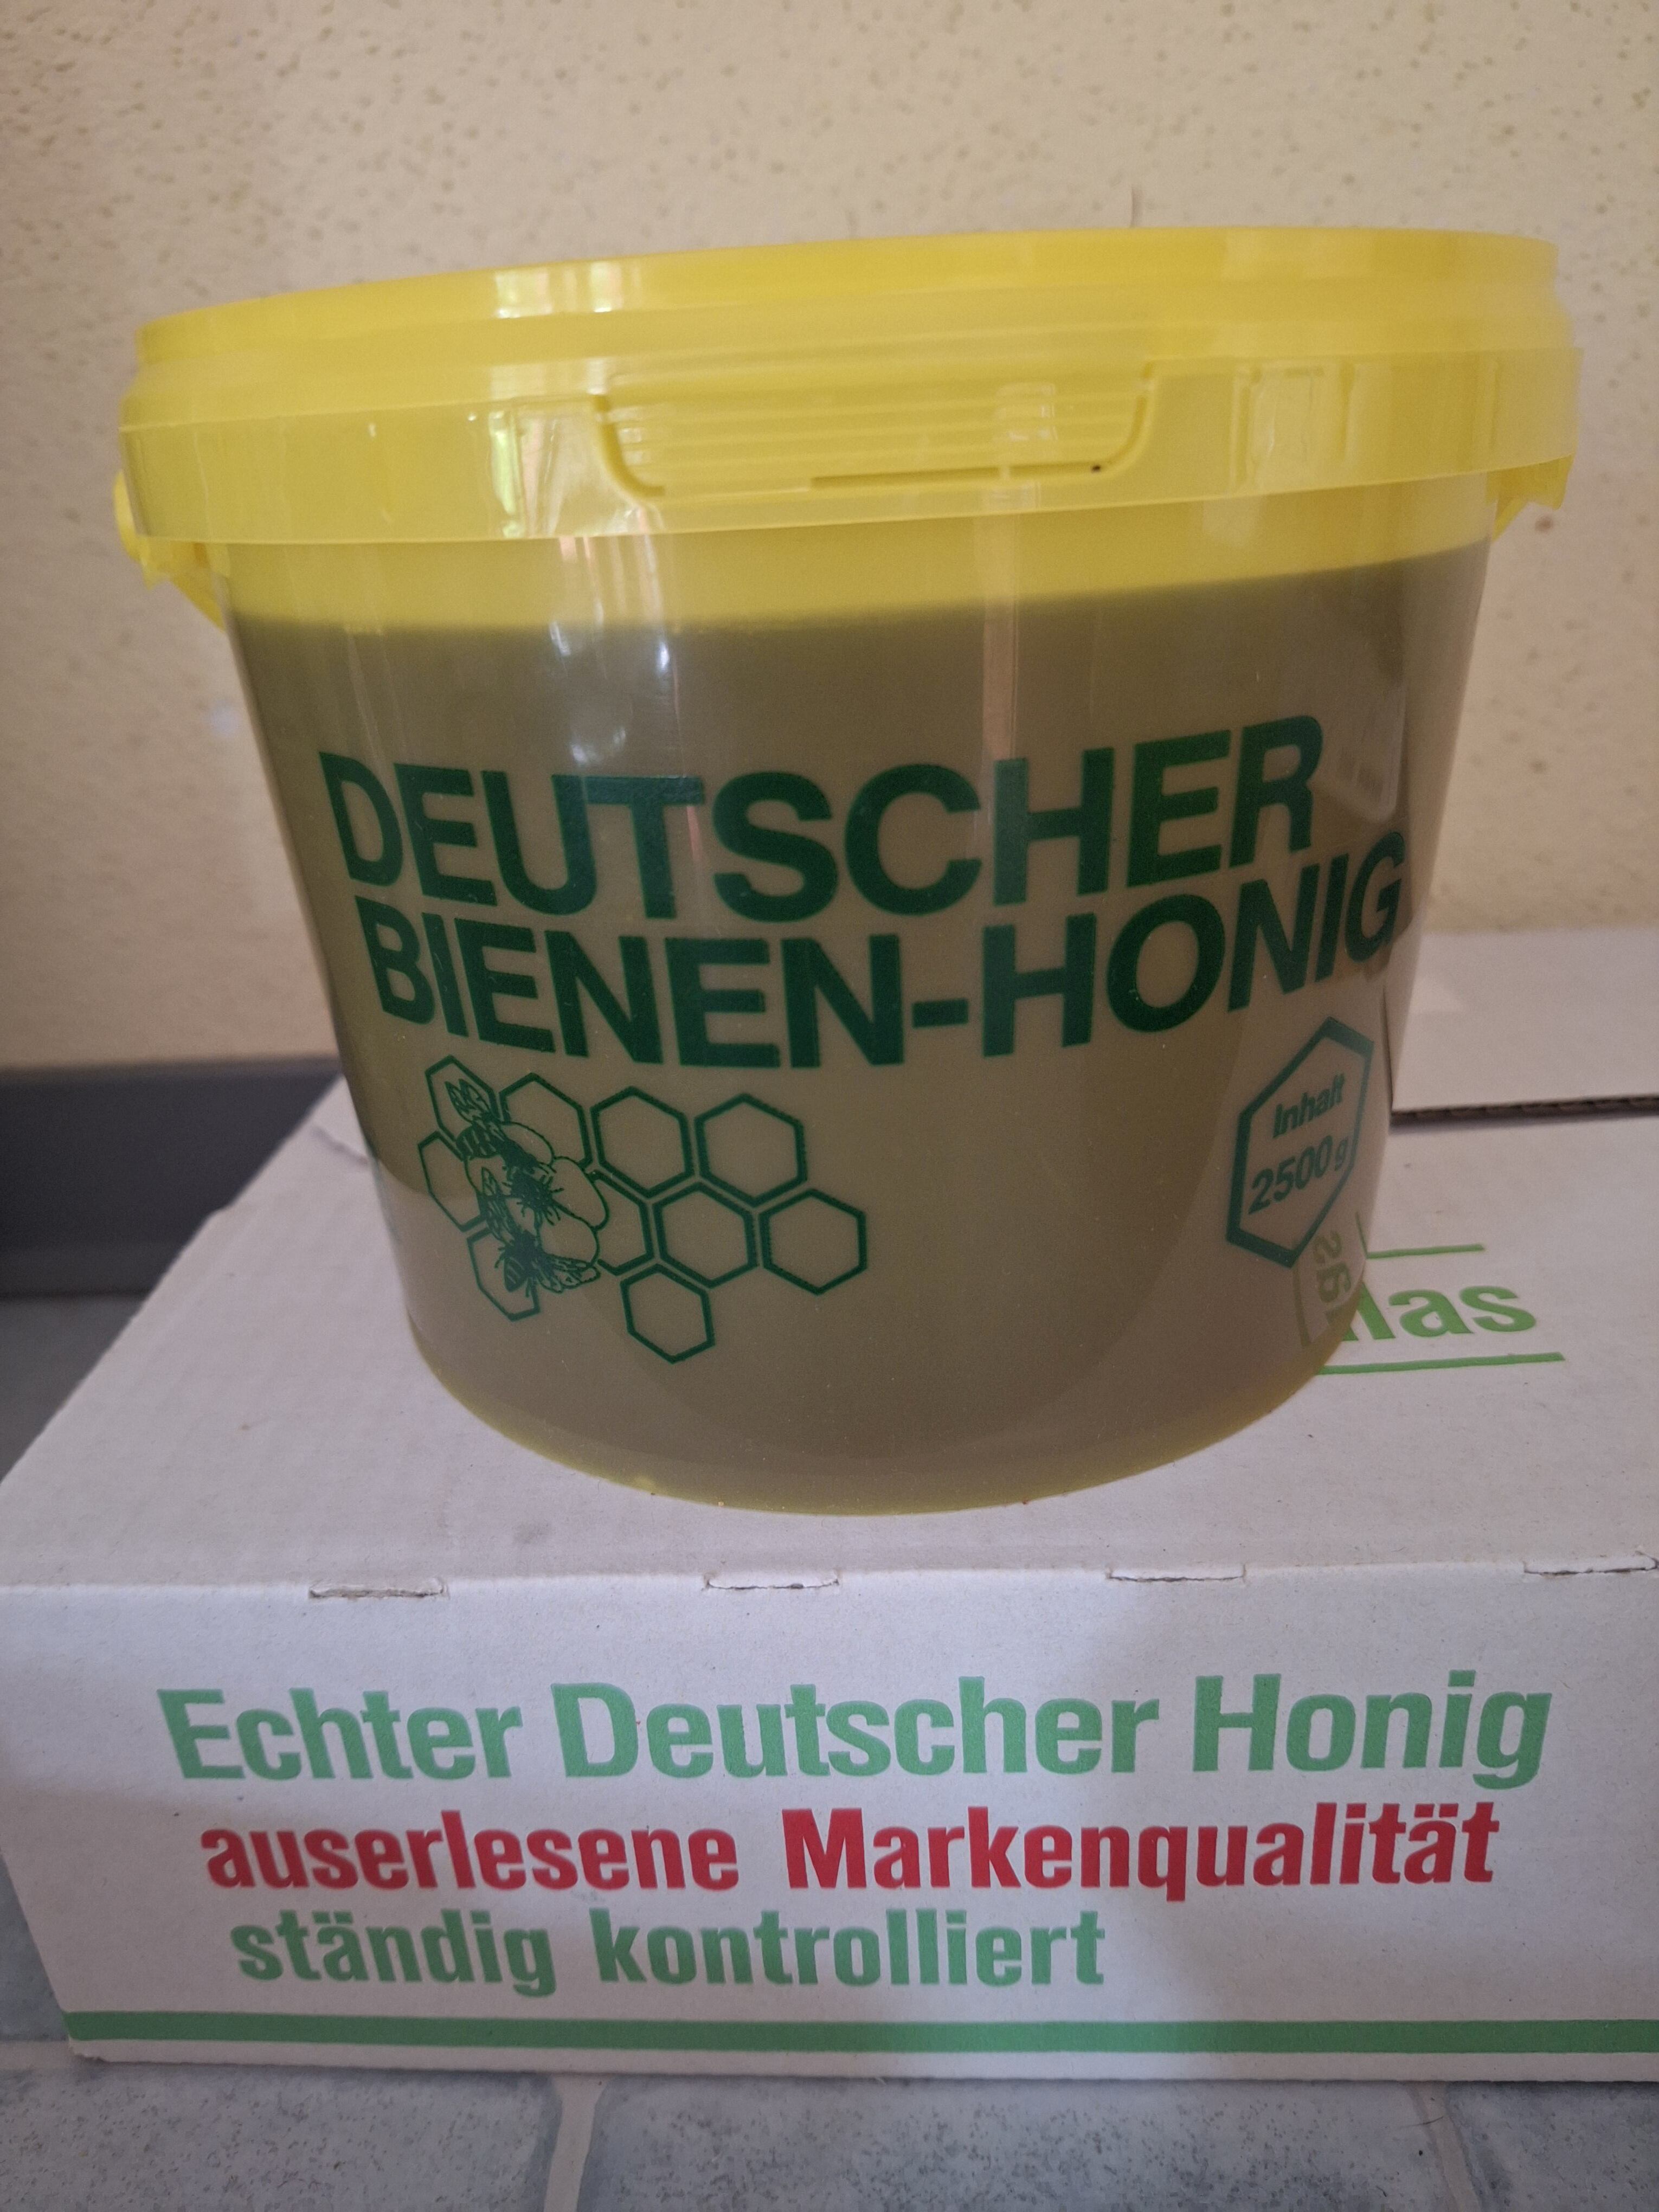 DEUTSCHER
BIENEN-HONIG
Inhalt
2500 g
Echter Deutscher Honig
auserlesene Markenqualität
ständig kontrolliert